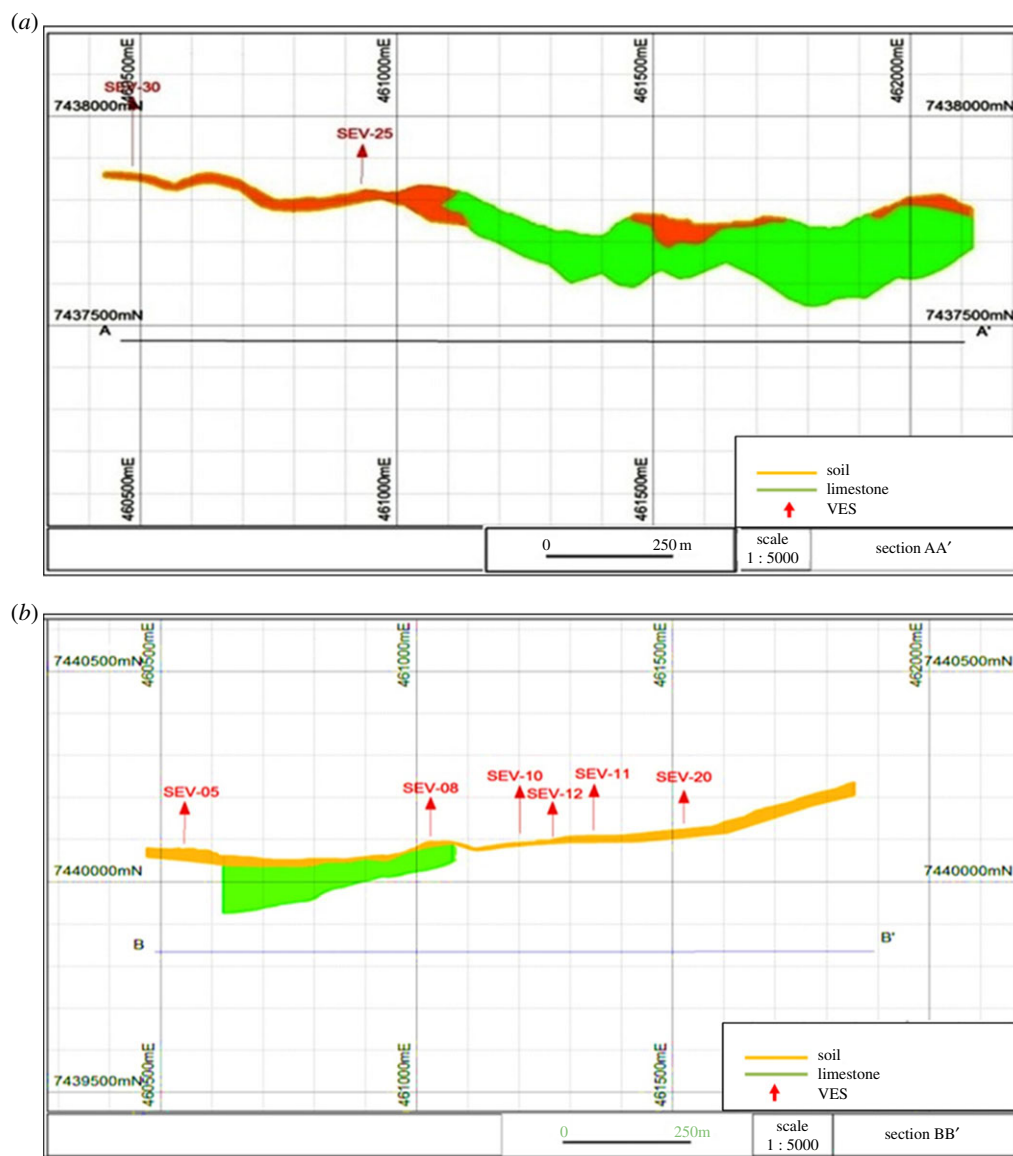 (a)
460500mE
461000mE
461500mE
462000mE
SEV-30
7438000mN
7438000mN
SEV-25
7437500mN
7437500mN
A
A'
460500mE
461000mE
461500mE
soil
limestone
VES
0 250 m
scale
1 : 5000
section AA′
(b)
460500mE
461000mE
461500mE
462000mE
7440500mN
7440500mN
SEV-05
SEV-08
SEV-10
SEV-12
SEV-11
SEV-20
7440000mN
7440000mN
B
B'
460500mE
461000mE
461500mE
7439500mN
soil
limestone
VES
0 250m
scale
1 : 5000
section BB′